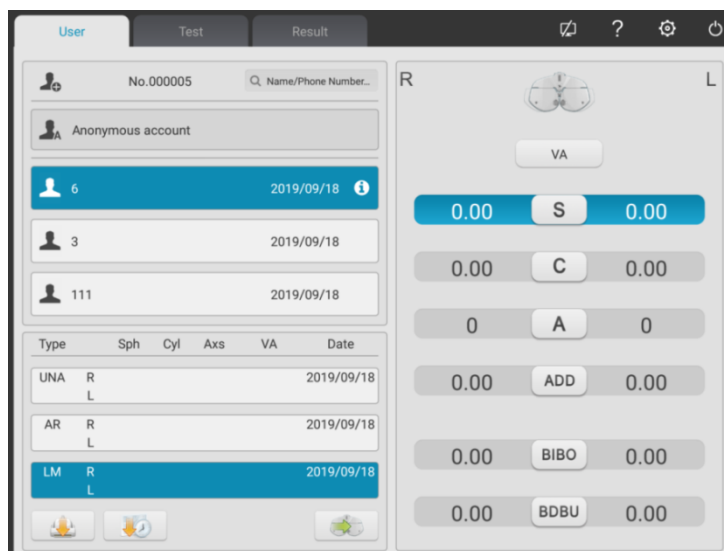 User Test Result ?
No.000005 Name/Phone Number...
A Anonymous account
6 2019/09/18 i
3 2019/09/18
111 2019/09/18
Type Sph Cyl Axs VA Date
UNA R 2019/09/18
L
AR R 2019/09/18
L
LM R 2019/09/18
L
R L
VA
0.00 S 0.00
0.00 C 0.00
0 A 0
0.00 ADD 0.00
0.00 BIBO 0.00
0.00 BDBU 0.00